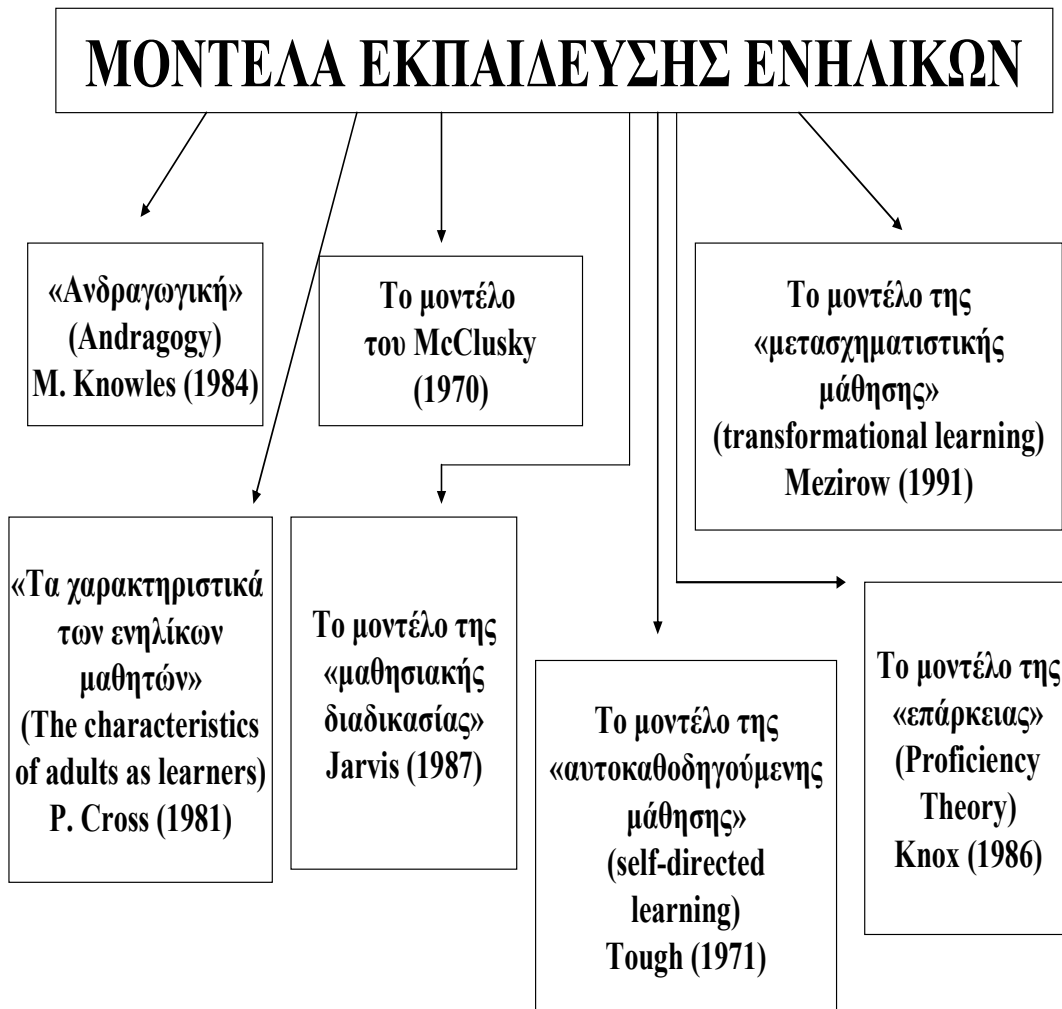 ΜΟΝΤΕΛΑ ΕΚΠΑΙΔΕΥΣΗΣ ΕΝΗΛΙΚΩΝ
«Ανδραγωγική»
(Andragogy)
M. Knowles (1984)
Το μοντέλο
του McClusky
(1970)
Το μοντέλο της
«μετασχηματιστικής
μάθησης»
(transformational learning)
Mezirow (1991)
«Τα χαρακτηριστικά
των ενηλίκων
μαθητών»
(The characteristics
of adults as learners)
P. Cross (1981)
Το μοντέλο της
«μαθησιακής
διαδικασίας»
Jarvis (1987)
Το μοντέλο της
«αυτοκαθοδηγούμενης
μάθησης»
(self-directed
learning)
Tough (1971)
Το μοντέλο της
«επάρκειας»
(Proficiency
Theory)
Knox (1986)